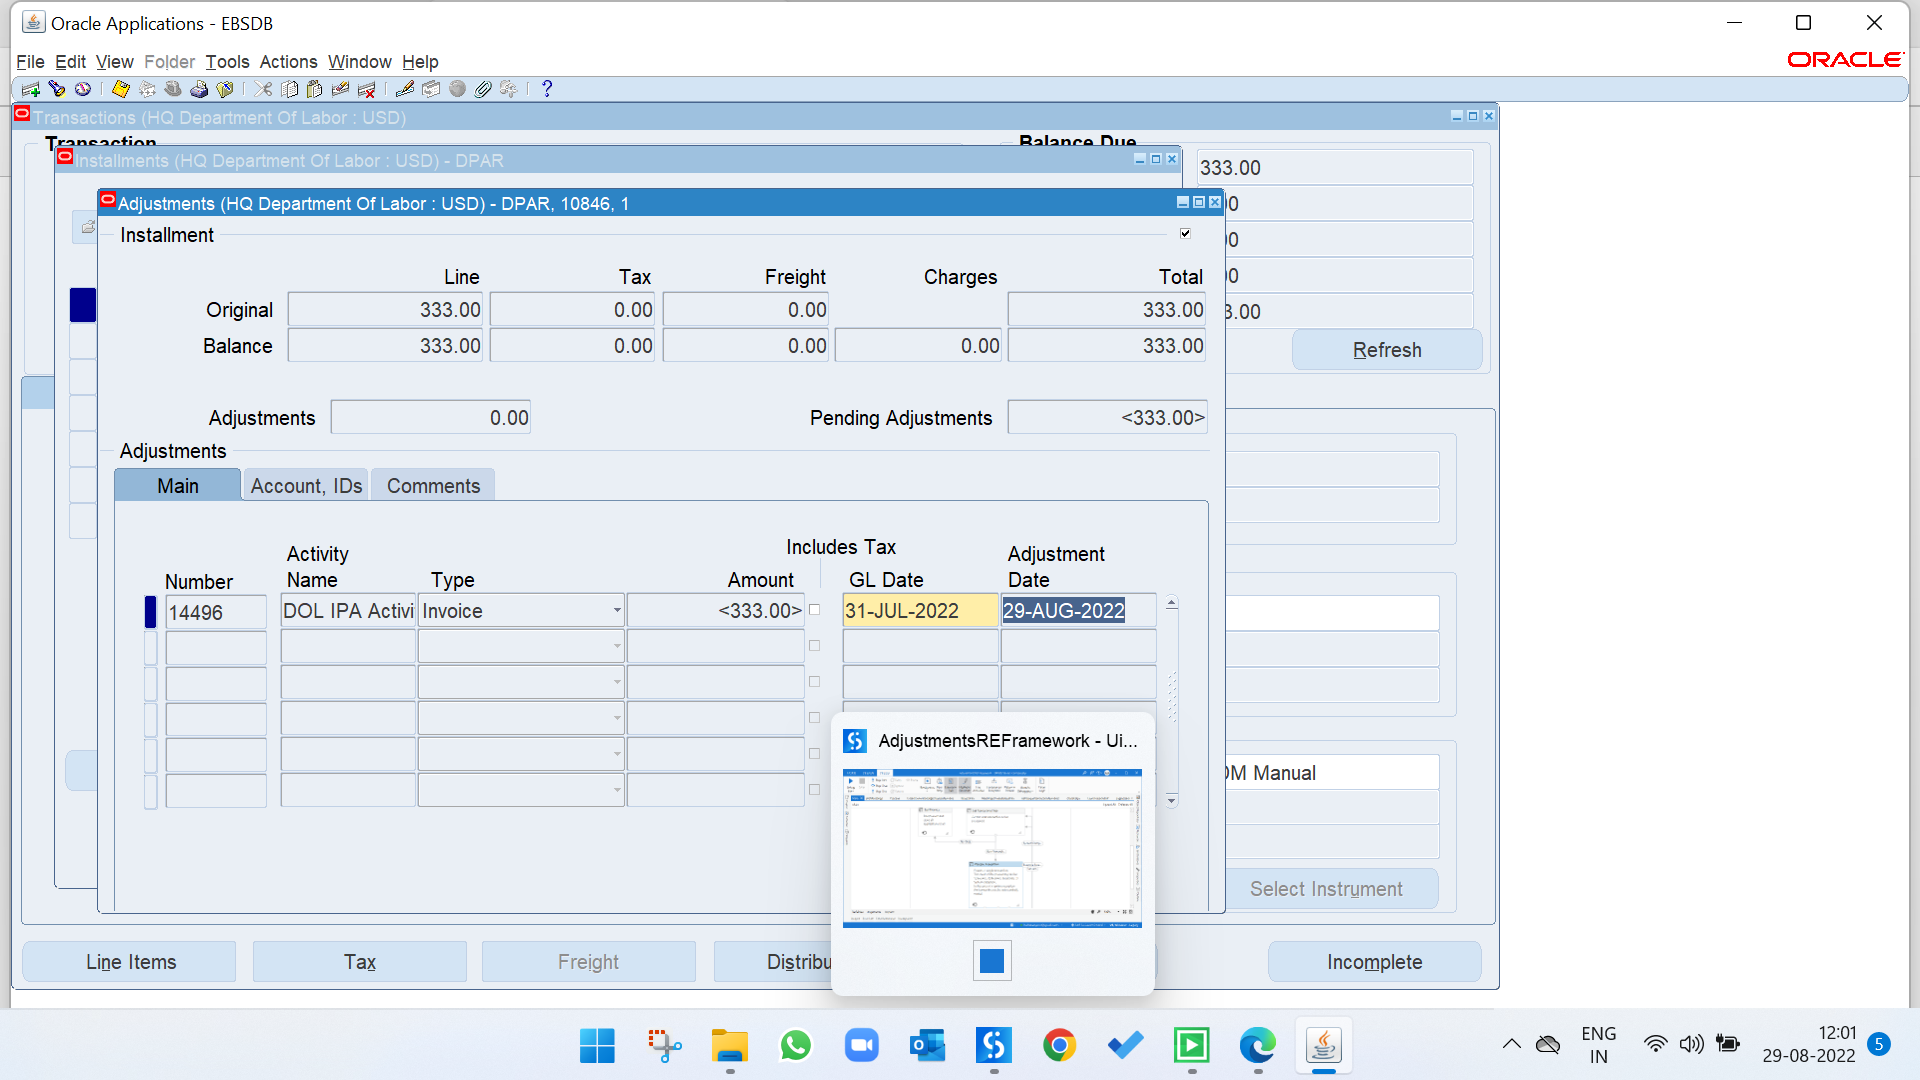 Oracle Applications - EBSDB
File Edit View Folder Tools Actions Window Help
ORACLE
Transactions (HQ Department Of Labor : USD)
Transaction
Balance Due
Installments (HQ Department Of Labor : USD) - DPAR
333.00
Adjustments (HQ Department Of Labor : USD) - DPAR, 10846, 1
Installment
Line Tax Freight Charges Total
Original 333.00 0.00 0.00 333.00
Balance 333.00 0.00 0.00 0.00 333.00
Refresh
Adjustments 0.00 Pending Adjustments <333.00>
Adjustments
Main Account, IDs Comments
Includes Tax
Activity Adjustment
Number Name Type Amount GL Date Date
14496 DOL IPA Activi Invoice <333.00> 31-JUL-2022 29-AUG-2022
AdjustmentsREFramework - Ui...
OM Manual
Select Instrument
Line Items Tax Freight Distribu Incomplete
ENG
IN
12:01
29-08-2022
5